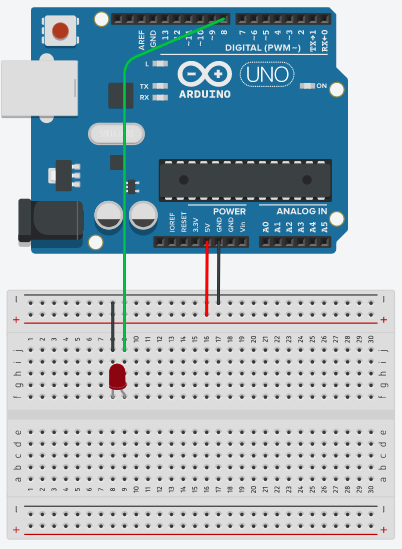 AREF
GND
13
12
~11
~10
~9
8
7
~6
~5
4
~3
2
TX→1
RX←0
DIGITAL (PWM ~)
L
TX
RX
UNO
ON
ARDUINO
IOREF
RESET
3.3V
5V
GND
GND
Vin
POWER
A0
A1
A2
A3
A4
A5
ANALOG IN
−
−
+
+
1 2 3 4 5 6 7 8 9 10 11 12 13 14 15 16 17 18 19 20 21 22 23 24 25 26 27 28 29 30
j j
i i
h h
g g
f f
e e
d d
c c
b b
a a
1 2 3 4 5 6 7 8 9 10 11 12 13 14 15 16 17 18 19 20 21 22 23 24 25 26 27 28 29 30
−
−
+
+